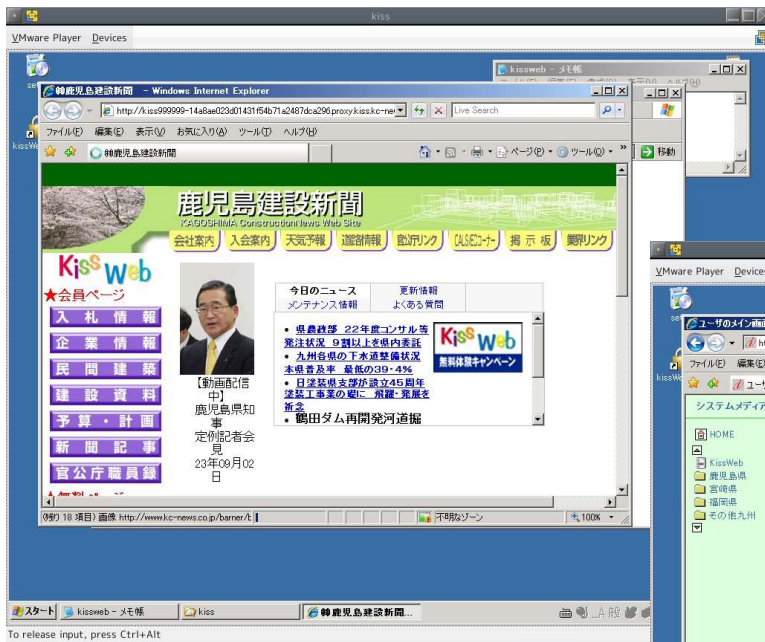 kiss
VMware Player Devices
kissweb - メモ帳
㈱鹿児島建設新聞 - Windows Internet Explorer
http://kiss999999-14a8ae023d01431f54b71a2487dca296.proxy.kiss.kc-ne
Live Search
ファイル(F) 編集(E) 表示(V) お気に入り(A) ツール(T) ヘルプ(H)
㈱鹿児島建設新聞
ページ(P) ツール(O)
移動
鹿児島建設新聞
KAGOSHIMA ConstructionNews Web Site
会社案内 入会案内 天気予報 道路情報 官公庁リンク CALS/ECコーナー 掲示板 業界リンク
Kiss Web
★会員ページ
入札情報
企業情報
民間建築
建設資料
予算・計画
新聞記事
官公庁職員録
【動画配信
中】
鹿児島県知
事
定例記者会
見
23年09月02
日
今日のニュース 更新情報
メンテナンス情報 よくある質問
・県農政部 22年度コンサル等
発注状況 9割以上を県内委託
・九州各県の下水道整備状況
本県普及率 最低の39・4%
・日塗装県支部が設立45周年
塗装工事業の礎に 飛躍・発展を
祈念
・鶴田ダム再開発河道掘
Kiss Web
無料体験キャンペーン
(残り 18 項目) 画像 http://www.kc-news.co.jp/barner/t
不明なゾーン
100%
スタート
kissweb - メモ帳
kiss
㈱鹿児島建設新聞...
A 般
To release input, press Ctrl+Alt
VMware Player Devices
ユーザのメイン画面
ファイル(F) 編集(E)
システムメディア
HOME
KissWeb
鹿児島県
宮崎県
福岡県
その他九州